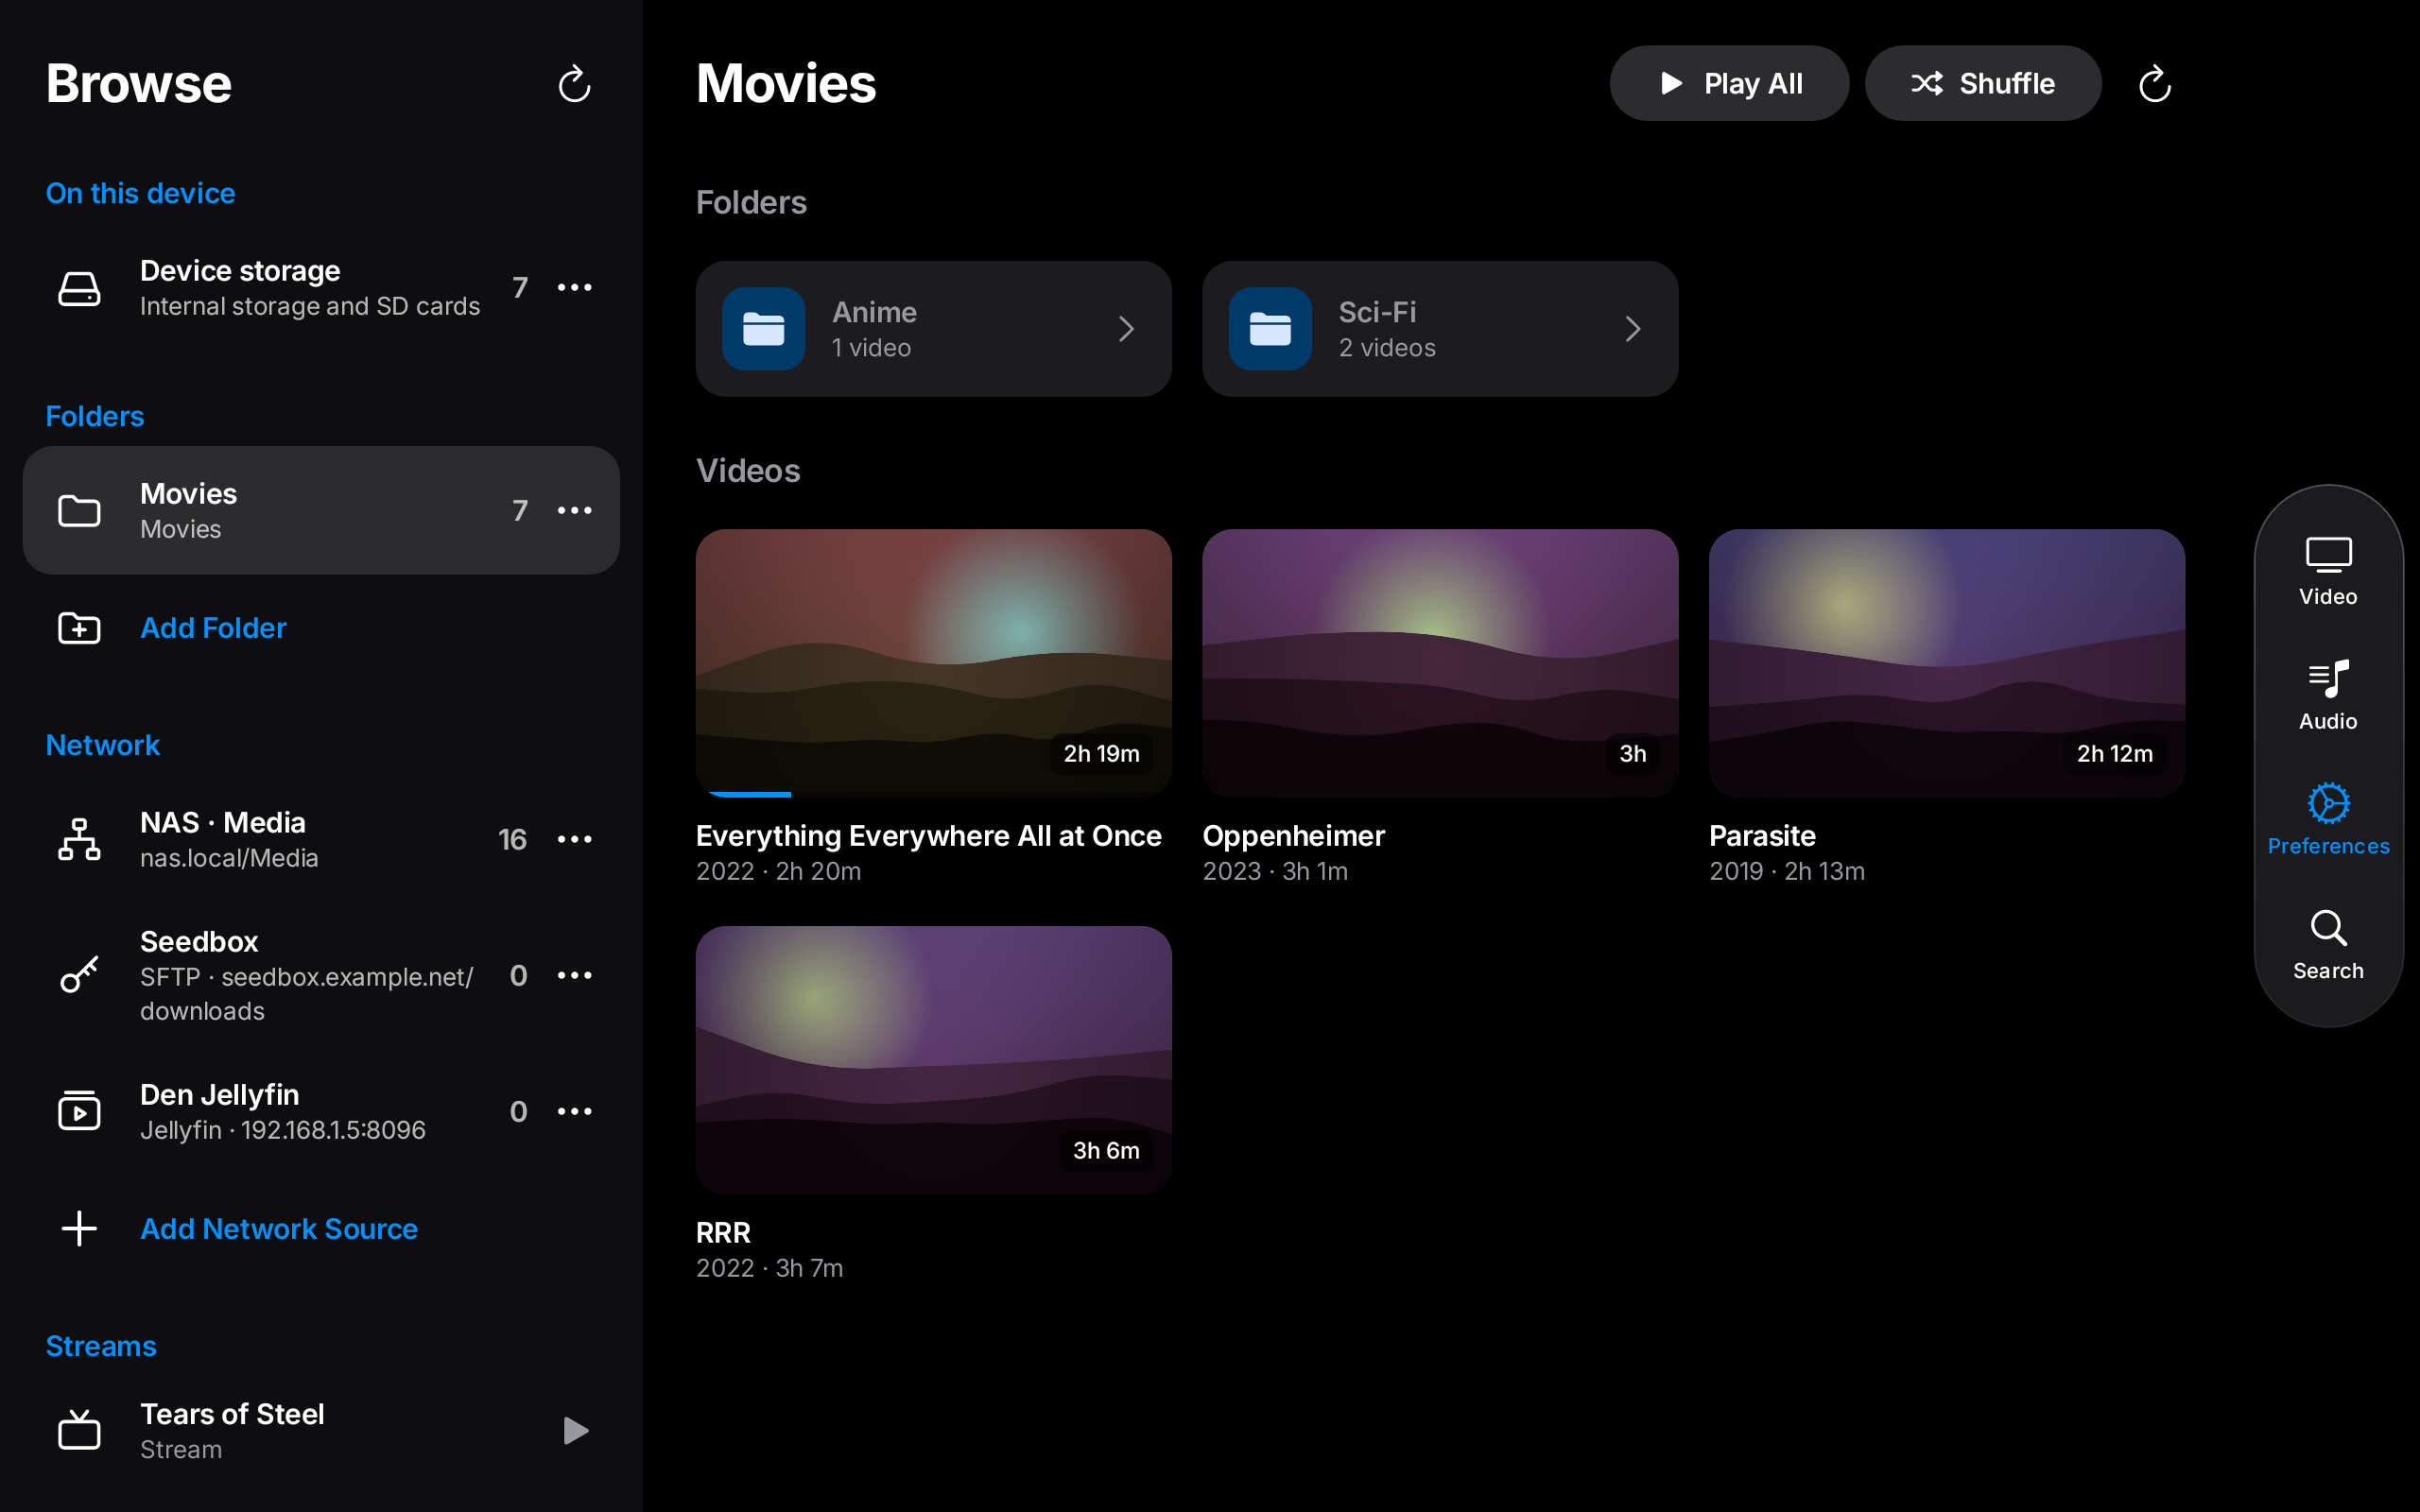 Browse
On this device
Device storage
Internal storage and SD cards
7
Folders
Movies
Movies
7
Add Folder
Network
NAS · Media
nas.local/Media
16
Seedbox
SFTP · seedbox.example.net/
downloads
0
Den Jellyfin
Jellyfin · 192.168.1.5:8096
0
Add Network Source
Streams
Tears of Steel
Stream
Movies
Play All
Shuffle
Folders
Anime
1 video
Sci-Fi
2 videos
Videos
2h 19m
Everything Everywhere All at Once
2022 · 2h 20m
3h
Oppenheimer
2023 · 3h 1m
2h 12m
Parasite
2019 · 2h 13m
3h 6m
RRR
2022 · 3h 7m
Video
Audio
Preferences
Search